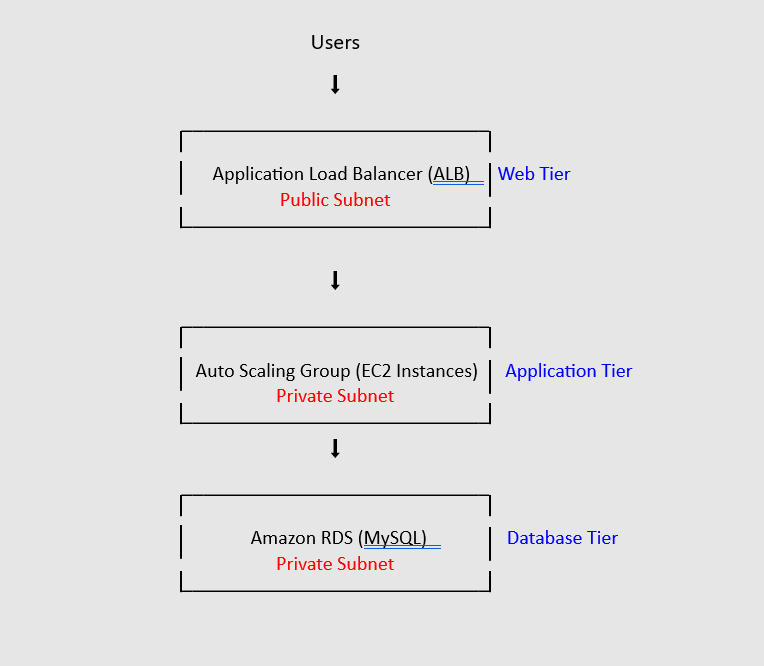 Users
Application Load Balancer (ALB) Web Tier
Public Subnet
Auto Scaling Group (EC2 Instances) Application Tier
Private Subnet
Amazon RDS (MySQL) Database Tier
Private Subnet